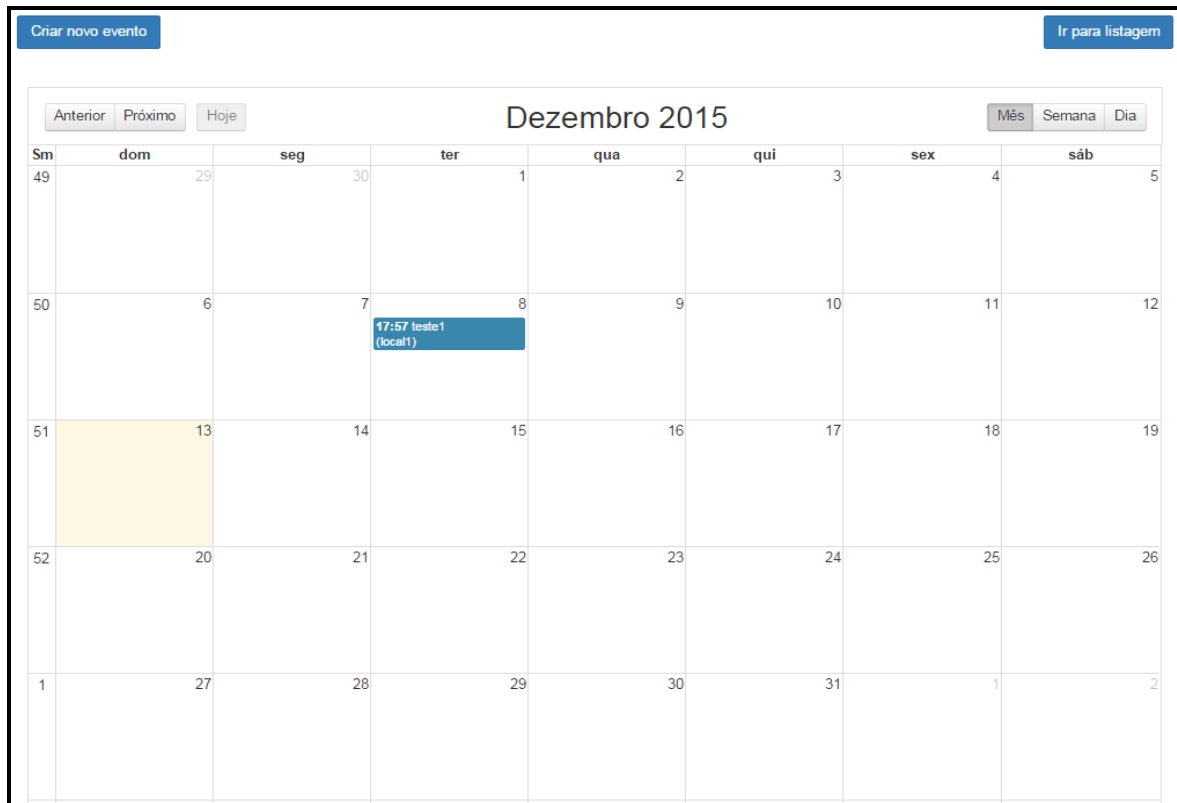 Criar novo evento Ir para listagem
Anterior Próximo Hoje Dezembro 2015 Mês Semana Dia
Sm dom seg ter qua qui sex sáb
49 29 30 1 2 3 4 5
50 6 7 8 9 10 11 12
17:57 teste1
(local1)
51 13 14 15 16 17 18 19
52 20 21 22 23 24 25 26
1 27 28 29 30 31 1 2